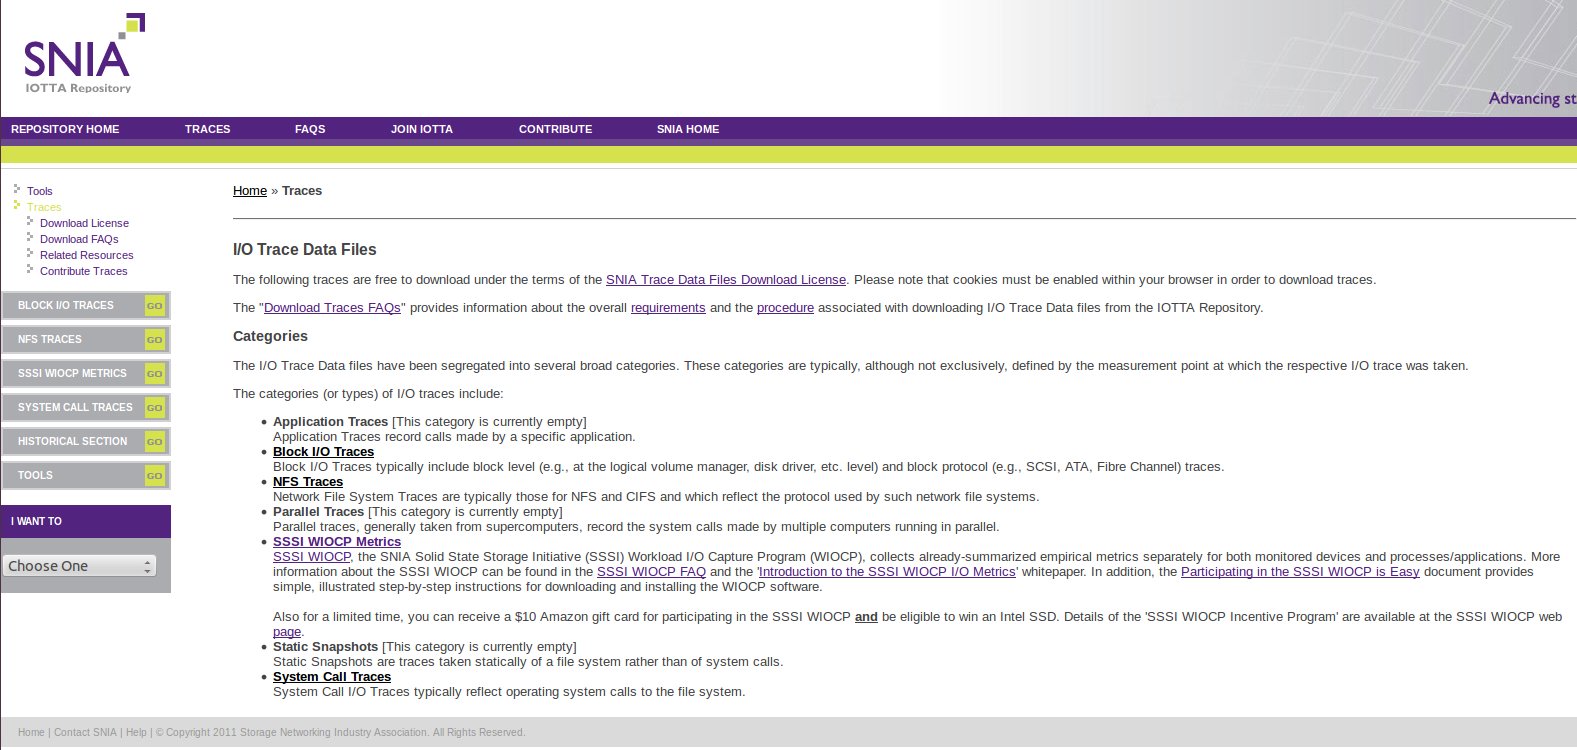 SNIA
IOTTA Repository
Advancing st
REPOSITORY HOME TRACES FAQS JOIN IOTTA CONTRIBUTE SNIA HOME
Tools
Traces
Download License
Download FAQs
Related Resources
Contribute Traces
BLOCK I/O TRACES GO
NFS TRACES GO
SSSI WIOCP METRICS GO
SYSTEM CALL TRACES GO
HISTORICAL SECTION GO
TOOLS GO
I WANT TO
Choose One
Home » Traces
I/O Trace Data Files
The following traces are free to download under the terms of the SNIA Trace Data Files Download License. Please note that cookies must be enabled within your browser in order to download traces.
The "Download Traces FAQs" provides information about the overall requirements and the procedure associated with downloading I/O Trace Data files from the IOTTA Repository.
Categories
The I/O Trace Data files have been segregated into several broad categories. These categories are typically, although not exclusively, defined by the measurement point at which the respective I/O trace was taken.
The categories (or types) of I/O traces include:
• Application Traces [This category is currently empty]
Application Traces record calls made by a specific application.
• Block I/O Traces
Block I/O Traces typically include block level (e.g., at the logical volume manager, disk driver, etc. level) and block protocol (e.g., SCSI, ATA, Fibre Channel) traces.
• NFS Traces
Network File System Traces are typically those for NFS and CIFS and which reflect the protocol used by such network file systems.
• Parallel Traces [This category is currently empty]
Parallel traces, generally taken from supercomputers, record the system calls made by multiple computers running in parallel.
• SSSI WIOCP Metrics
SSSI WIOCP, the SNIA Solid State Storage Initiative (SSSI) Workload I/O Capture Program (WIOCP), collects already-summarized empirical metrics separately for both monitored devices and processes/applications. More
information about the SSSI WIOCP can be found in the SSSI WIOCP FAQ and the 'Introduction to the SSSI WIOCP I/O Metrics' whitepaper. In addition, the Participating in the SSSI WIOCP is Easy document provides
simple, illustrated step-by-step instructions for downloading and installing the WIOCP software.
Also for a limited time, you can receive a $10 Amazon gift card for participating in the SSSI WIOCP and be eligible to win an Intel SSD. Details of the 'SSSI WIOCP Incentive Program' are available at the SSSI WIOCP web
page.
• Static Snapshots [This category is currently empty]
Static Snapshots are traces taken statically of a file system rather than of system calls.
• System Call Traces
System Call I/O Traces typically reflect operating system calls to the file system.
Home | Contact SNIA | Help | © Copyright 2011 Storage Networking Industry Association. All Rights Reserved.